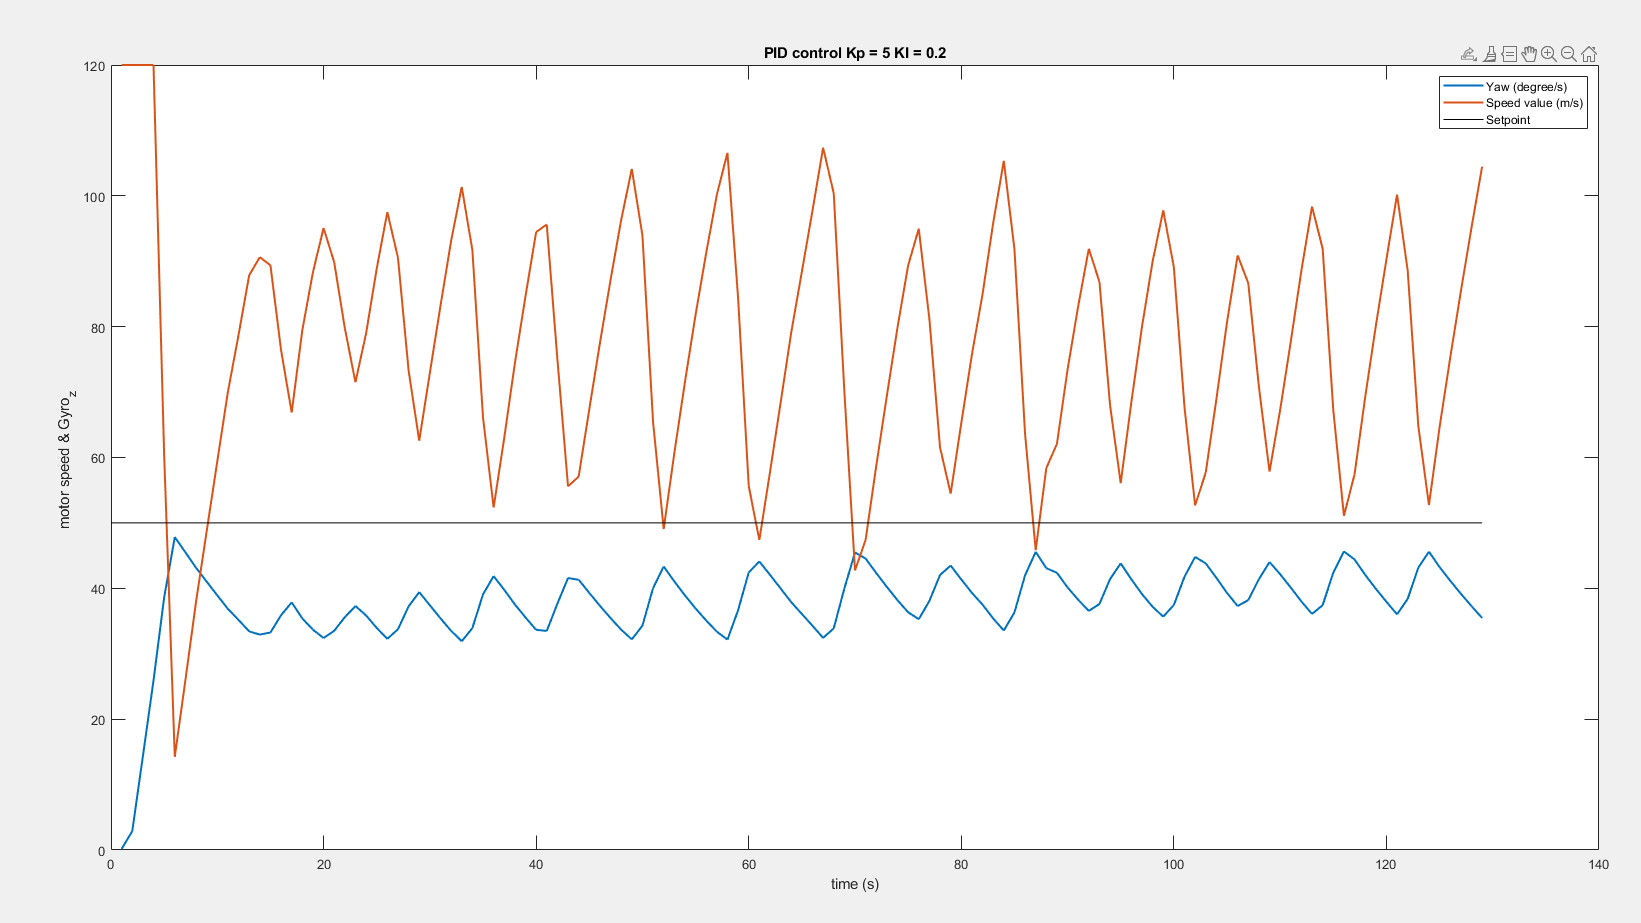 PID control Kp = 5 KI = 0.2
Yaw (degree/s)
Speed value (m/s)
Setpoint
120
100
80
60
40
20
0
motor speed & Gyro_z
0 20 40 60 80 100 120 140
time (s)